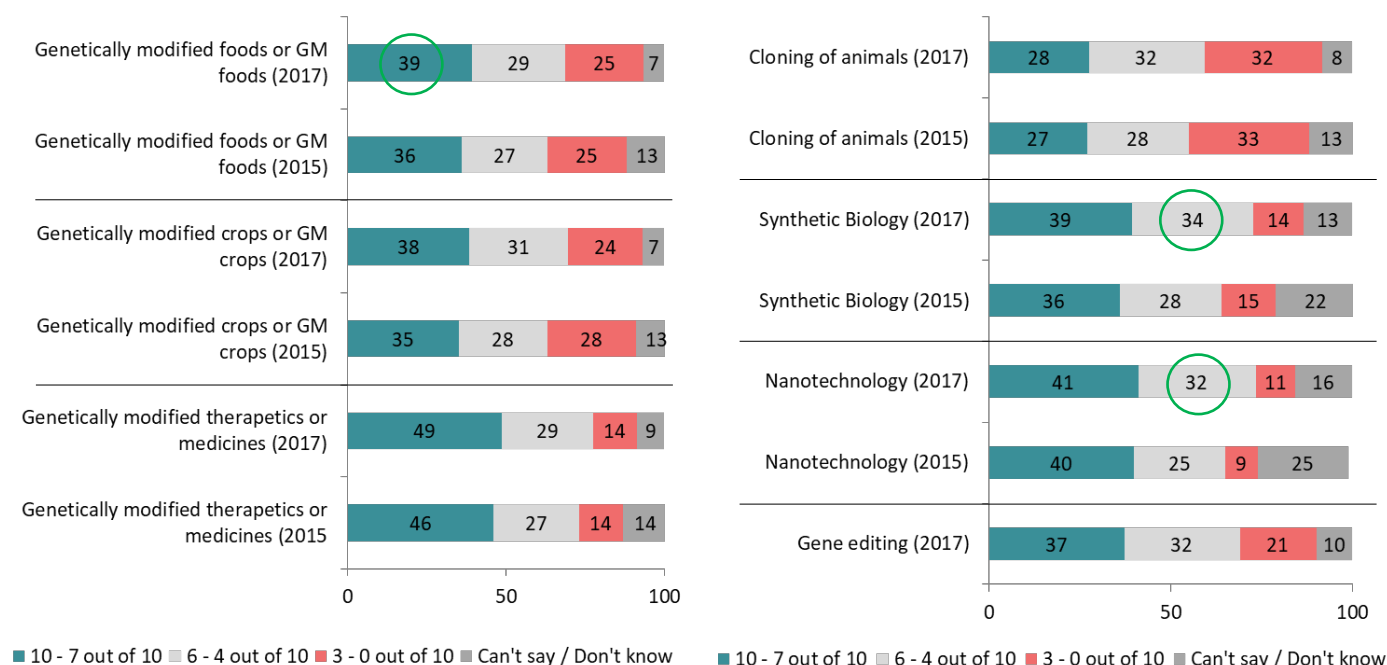 Genetically modified foods or GM
foods (2017)
39 29 25 7
Genetically modified foods or GM
foods (2015)
36 27 25 13
Genetically modified crops or GM
crops (2017)
38 31 24 7
Genetically modified crops or GM
crops (2015)
35 28 28 13
Genetically modified therapetics or
medicines (2017)
49 29 14 9
Genetically modified therapetics or
medicines (2015
46 27 14 14
0 50 100
10 - 7 out of 10 6 - 4 out of 10 3 - 0 out of 10 Can't say / Don't know
Cloning of animals (2017)
28 32 32 8
Cloning of animals (2015)
27 28 33 13
Synthetic Biology (2017)
39 34 14 13
Synthetic Biology (2015)
36 28 15 22
Nanotechnology (2017)
41 32 11 16
Nanotechnology (2015)
40 25 9 25
Gene editing (2017)
37 32 21 10
0 50 100
10 - 7 out of 10 6 - 4 out of 10 3 - 0 out of 10 Can't say / Don't know